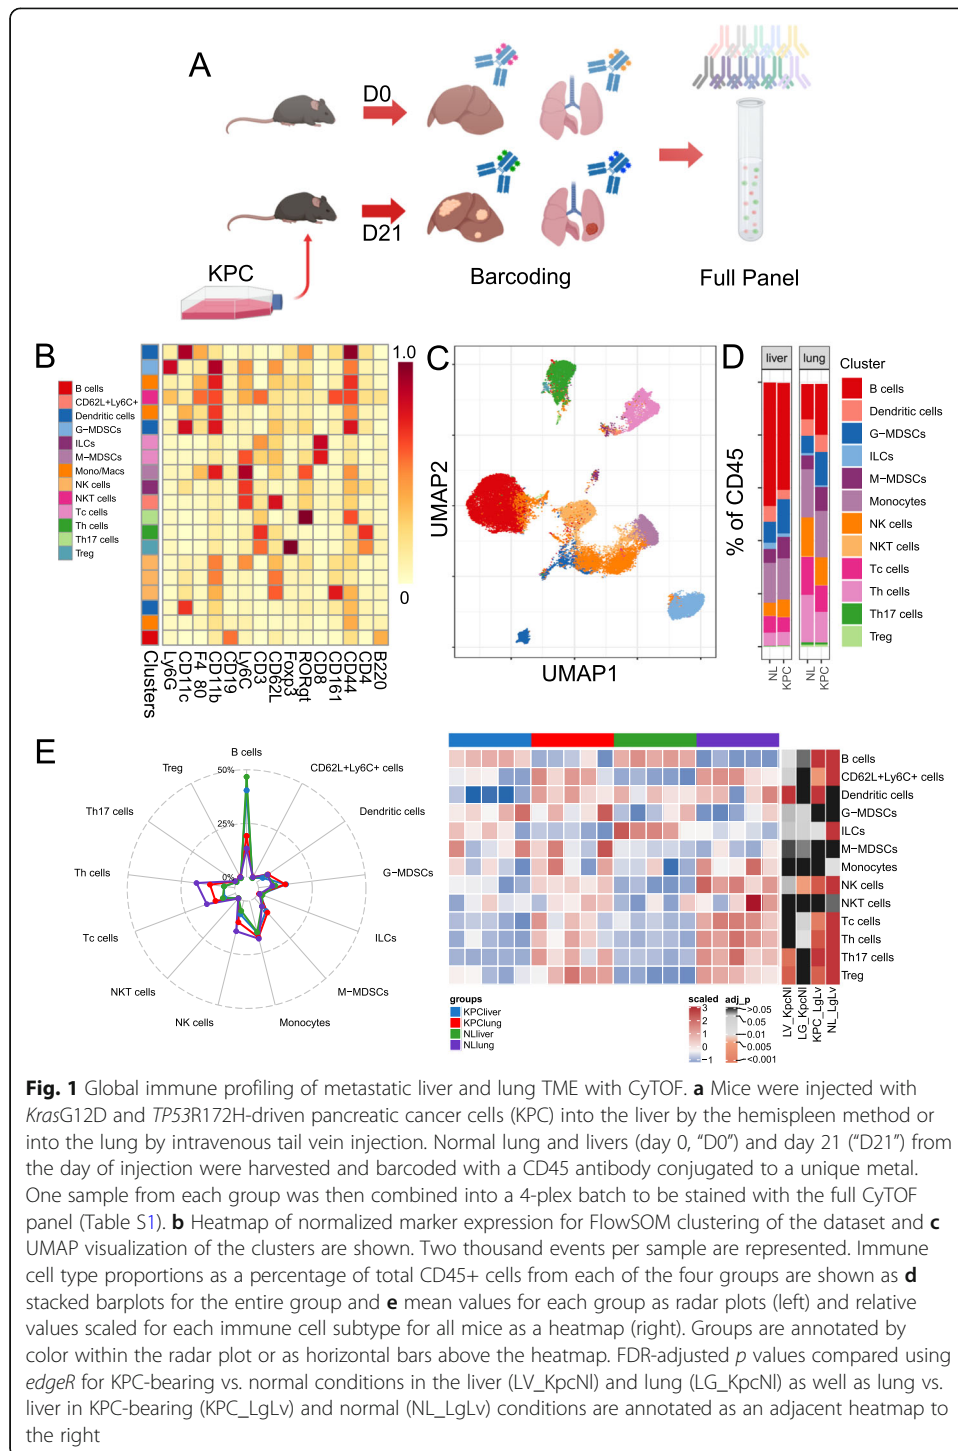 A
D0
D21
KPC
Barcoding
Full Panel
B
B cells
CD62L+Ly6C+
Dendritic cells
G−MDSCs
ILCs
M−MDSCs
Mono/Macs
NK cells
NKT cells
Tc cells
Th cells
Th17 cells
Treg
1.0
0
Clusters
Ly6G
CD11c
F4_80
CD11b
CD19
Ly6C
CD3
CD62L
Foxp3
RORgt
CD8
CD161
CD44
CD4
B220
C
UMAP2
UMAP1
D
% of CD45
liver
lung
NL
KPC
NL
KPC
Cluster
B cells
Dendritic cells
G−MDSCs
ILCs
M−MDSCs
Monocytes
NK cells
NKT cells
Tc cells
Th cells
Th17 cells
Treg
E
B cells
CD62L+Ly6C+ cells
Dendritic cells
G−MDSCs
ILCs
M−MDSCs
Monocytes
NK cells
NKT cells
Tc cells
Th cells
Th17 cells
Treg
50%
25%
0%
B cells
CD62L+Ly6C+ cells
Dendritic cells
G−MDSCs
ILCs
M−MDSCs
Monocytes
NK cells
NKT cells
Tc cells
Th cells
Th17 cells
Treg
LV_KpcNl
LG_KpcNl
KPC_LgLv
NL_LgLv
groups
KPCliver
KPClung
NLliver
NLlung
scaled
3
2
1
0
−1
adj_p
>0.05
0.05
0.01
0.005
<0.001
Fig. 1 Global immune profiling of metastatic liver and lung TME with CyTOF. a Mice were injected with
KrasG12D and TP53R172H-driven pancreatic cancer cells (KPC) into the liver by the hemispleen method or
into the lung by intravenous tail vein injection. Normal lung and livers (day 0, “D0”) and day 21 (“D21”) from
the day of injection were harvested and barcoded with a CD45 antibody conjugated to a unique metal.
One sample from each group was then combined into a 4-plex batch to be stained with the full CyTOF
panel (Table S1). b Heatmap of normalized marker expression for FlowSOM clustering of the dataset and c
UMAP visualization of the clusters are shown. Two thousand events per sample are represented. Immune
cell type proportions as a percentage of total CD45+ cells from each of the four groups are shown as d
stacked barplots for the entire group and e mean values for each group as radar plots (left) and relative
values scaled for each immune cell subtype for all mice as a heatmap (right). Groups are annotated by
color within the radar plot or as horizontal bars above the heatmap. FDR-adjusted p values compared using
edgeR for KPC-bearing vs. normal conditions in the liver (LV_KpcNl) and lung (LG_KpcNl) as well as lung vs.
liver in KPC-bearing (KPC_LgLv) and normal (NL_LgLv) conditions are annotated as an adjacent heatmap to
the right